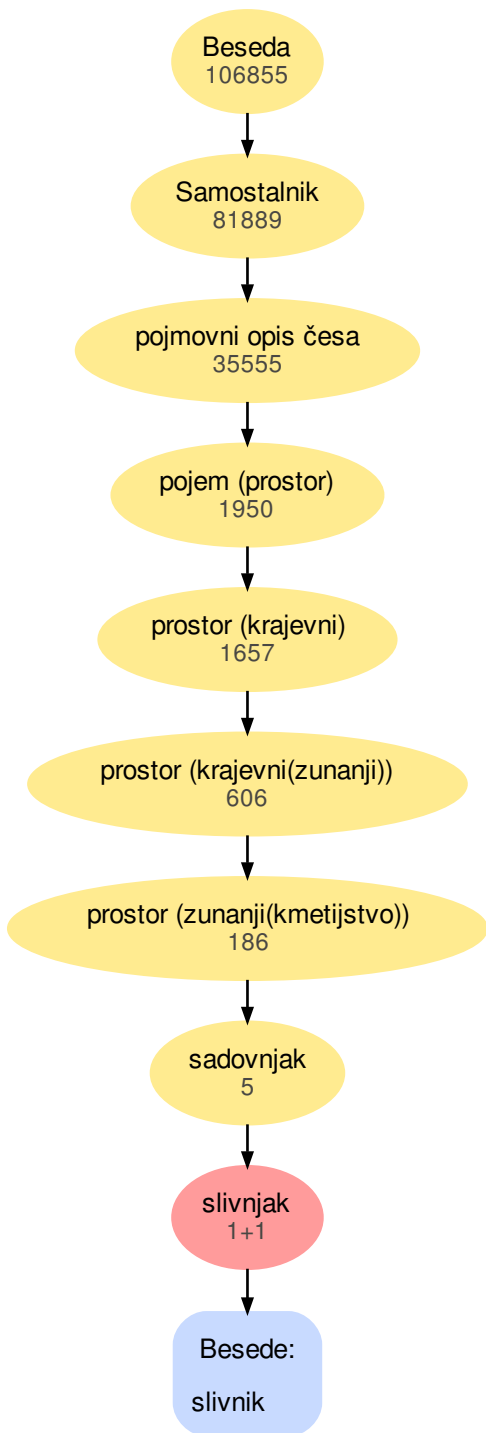 Beseda
106855
Samostalnik
81889
pojmovni opis česa
35555
pojem (prostor)
1950
prostor (krajevni)
1657
prostor (krajevni(zunanji))
606
prostor (zunanji(kmetijstvo))
186
sadovnjak
5
slivnjak
1+1
Besede:
slivnik